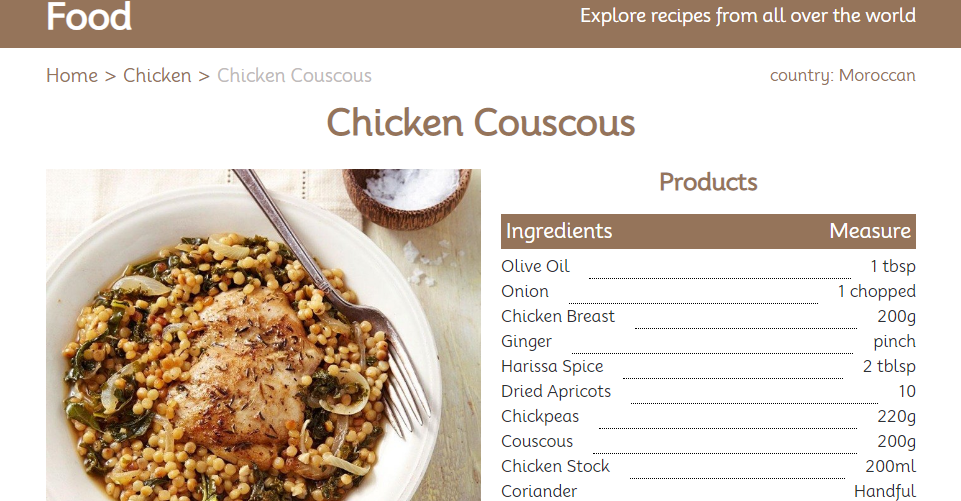 Food
Explore recipes from all over the world
Home > Chicken > Chicken Couscous
country: Moroccan
Chicken Couscous
Products
Ingredients Measure
Olive Oil 1 tbsp
Onion 1 chopped
Chicken Breast 200g
Ginger pinch
Harissa Spice 2 tblsp
Dried Apricots 10
Chickpeas 220g
Couscous 200g
Chicken Stock 200ml
Coriander Handful